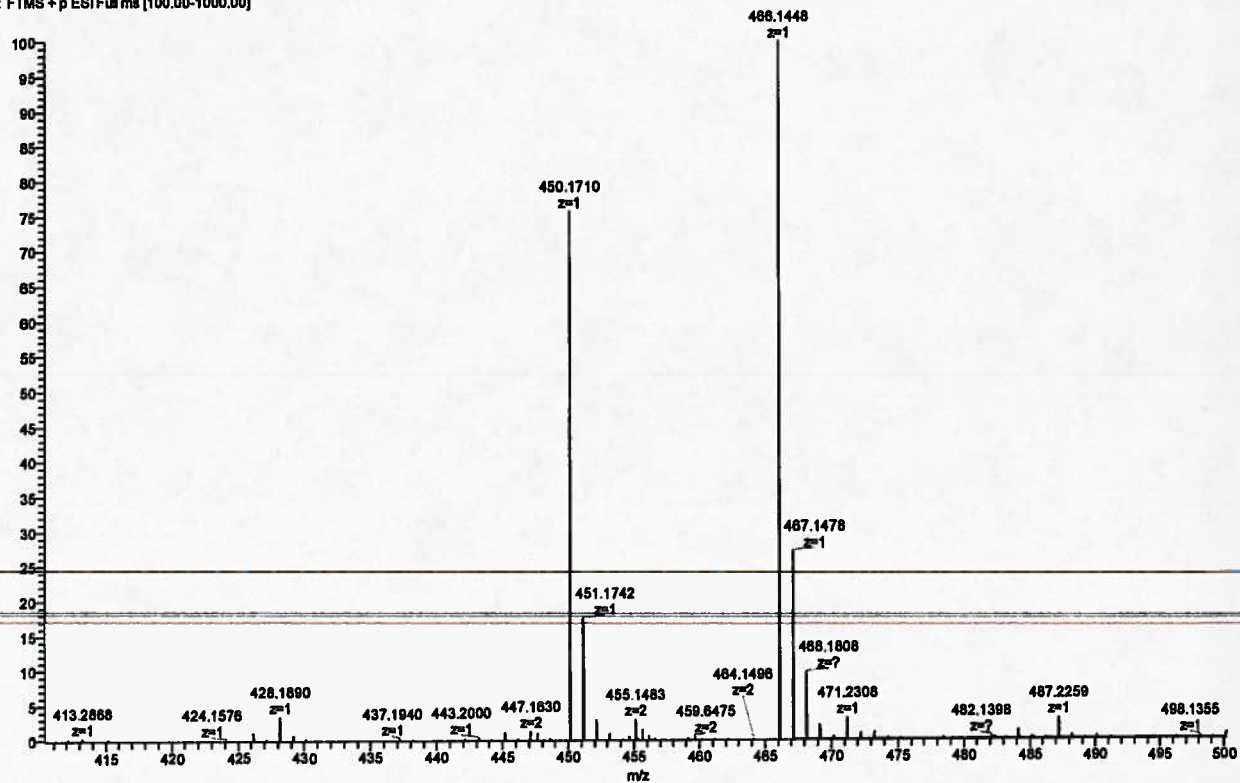 : FTMS + p ESI Full ms [100.00-1000.00]
466.1448
z=1
100
95
90
85
80
75
70
65
60
55
50
45
40
35
30
25
20
15
10
5
0
450.1710
z=1
467.1478
z=1
451.1742
z=1
468.1808
z=?
464.1496
z=2
413.2868
z=1
424.1576
z=1
428.1890
z=1
437.1940
z=1
443.2000
z=1
447.1630
z=2
455.1483
z=2
459.6475
z=2
471.2308
z=1
482.1398
z=?
487.2259
z=1
498.1355
z=1
415 420 425 430 435 440 445 450 455 460 465 470 475 480 485 490 495 500
m/z